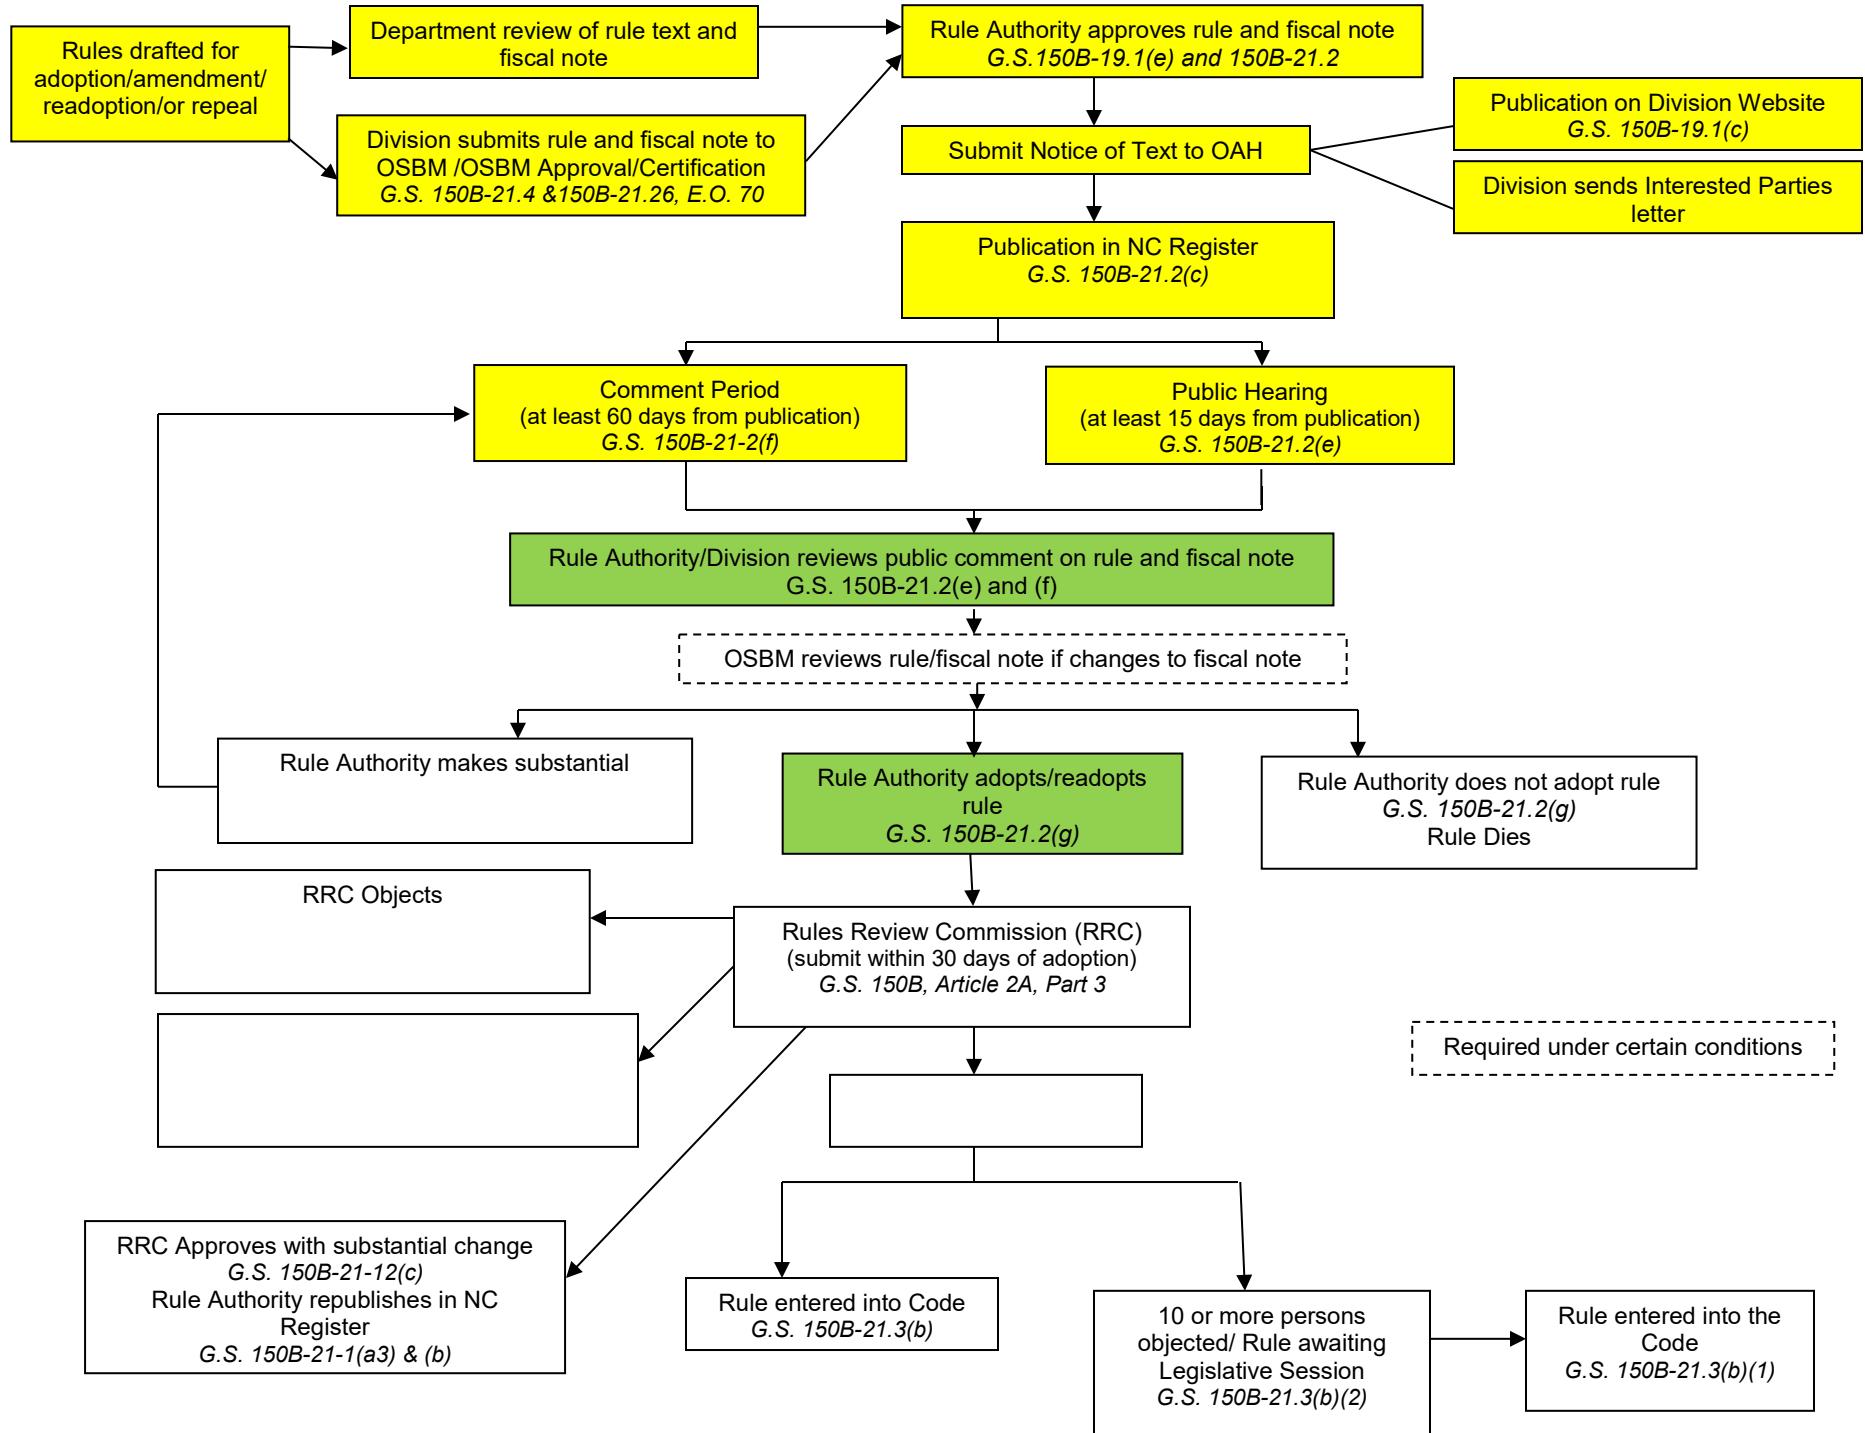 Rules drafted for
adoption/amendment/
readoption/or repeal
Department review of rule text and
fiscal note
Division submits rule and fiscal note to
OSBM /OSBM Approval/Certification
G.S. 150B-21.4 &150B-21.26, E.O. 70
Rule Authority approves rule and fiscal note
G.S.150B-19.1(e) and 150B-21.2
Submit Notice of Text to OAH
Publication on Division Website
G.S. 150B-19.1(c)
Division sends Interested Parties
letter
Publication in NC Register
G.S. 150B-21.2(c)
Comment Period
(at least 60 days from publication)
G.S. 150B-21-2(f)
Public Hearing
(at least 15 days from publication)
G.S. 150B-21.2(e)
Rule Authority/Division reviews public comment on rule and fiscal note
G.S. 150B-21.2(e) and (f)
OSBM reviews rule/fiscal note if changes to fiscal note
Rule Authority makes substantial
Rule Authority adopts/readopts
rule
G.S. 150B-21.2(g)
Rule Authority does not adopt rule
G.S. 150B-21.2(g)
Rule Dies
RRC Objects
Rules Review Commission (RRC)
(submit within 30 days of adoption)
G.S. 150B, Article 2A, Part 3
Required under certain conditions
RRC Approves with substantial change
G.S. 150B-21-12(c)
Rule Authority republishes in NC
Register
G.S. 150B-21-1(a3) & (b)
Rule entered into Code
G.S. 150B-21.3(b)
10 or more persons
objected/ Rule awaiting
Legislative Session
G.S. 150B-21.3(b)(2)
Rule entered into the
Code
G.S. 150B-21.3(b)(1)